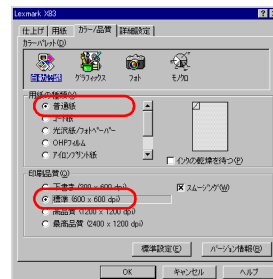 Lexmark X83
仕上げ 用紙 カラー/品質 詳細設定
カラーパレット(O)
自動判別 グラフィックス フォト モノクロ
用紙の種類(Y)
普通紙
コート紙
光沢紙/フォトペーパー
OHPフィルム
アイロンプリント紙
インクの乾燥を待つ(P)
印刷品質(Q)
下書き (300 x 600 dpi)
スムージング(W)
標準 (600 x 600 dpi)
高品質 (1200 x 1200 dpi)
最高品質 (2400 x 1200 dpi)
標準設定(E) バージョン情報(B)
OK キャンセル ヘルプ